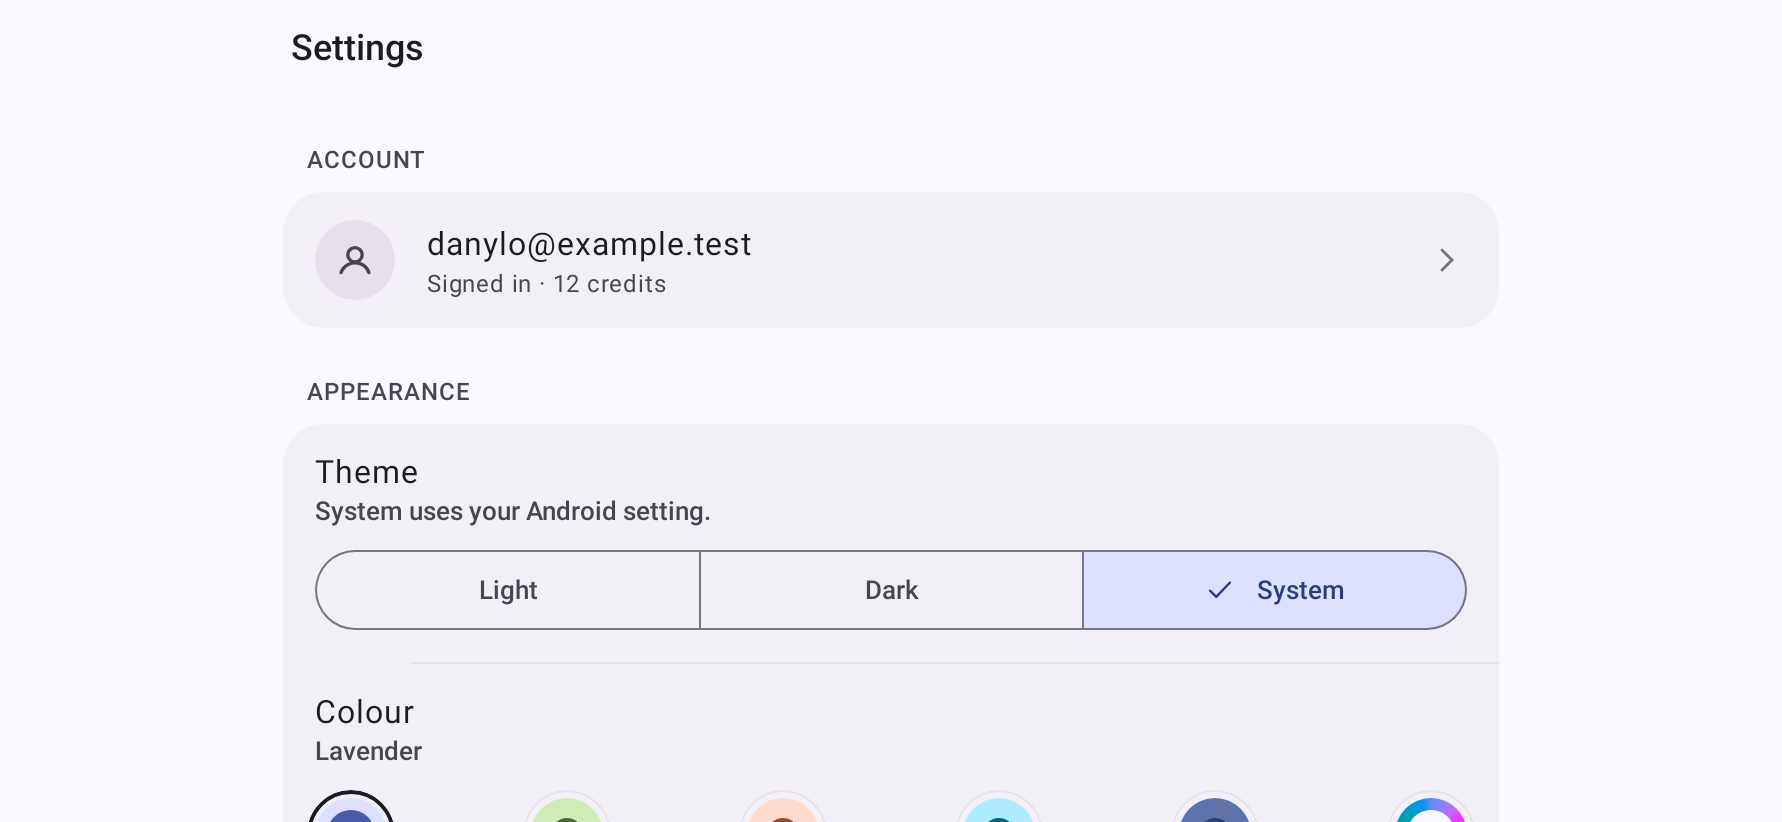 Settings
ACCOUNT
danylo@example.test
Signed in · 12 credits
APPEARANCE
Theme
System uses your Android setting.
Light
Dark
System
Colour
Lavender